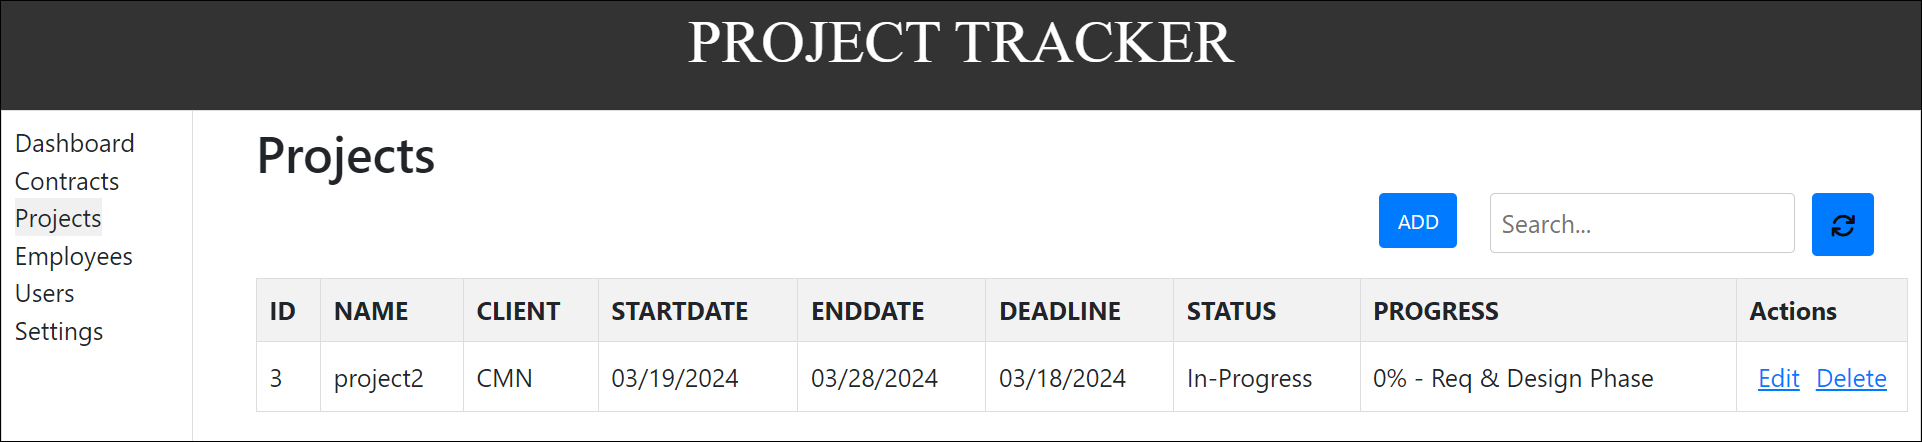 PROJECT TRACKER
Dashboard
Contracts
Projects
Employees
Users
Settings
Projects
ADD
Search...
ID NAME CLIENT STARTDATE ENDDATE DEADLINE STATUS PROGRESS Actions
3 project2 CMN 03/19/2024 03/28/2024 03/18/2024 In-Progress 0% - Req & Design Phase Edit Delete